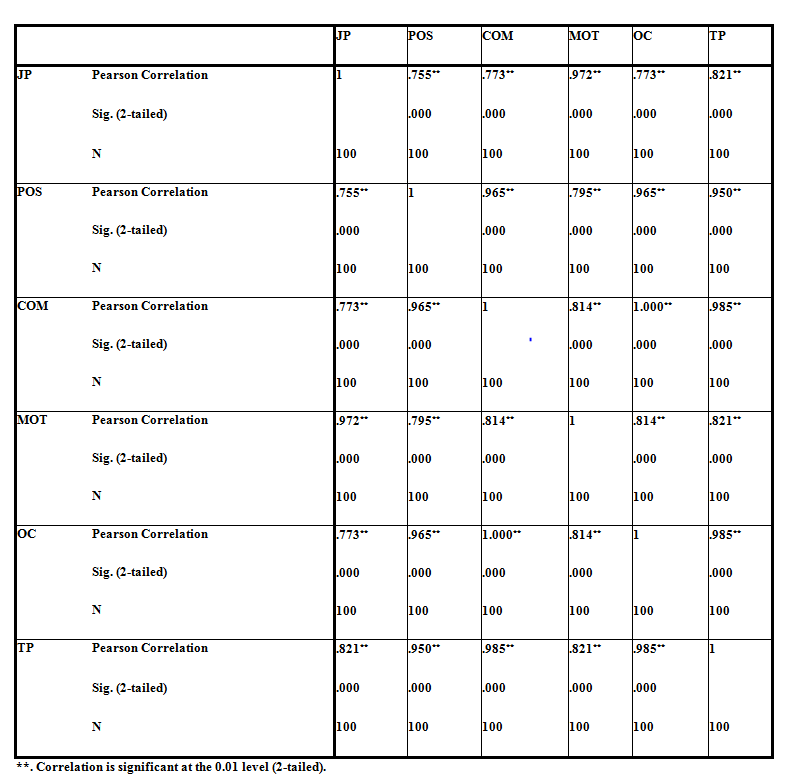 JP POS COM MOT OC TP
JP Pearson Correlation 1 .755** .773** .972** .773** .821**
Sig. (2-tailed) .000 .000 .000 .000 .000
N 100 100 100 100 100 100
POS Pearson Correlation .755** 1 .965** .795** .965** .950**
Sig. (2-tailed) .000 .000 .000 .000 .000
N 100 100 100 100 100 100
COM Pearson Correlation .773** .965** 1 .814** 1.000** .985**
Sig. (2-tailed) .000 .000 .000 .000 .000
N 100 100 100 100 100 100
MOT Pearson Correlation .972** .795** .814** 1 .814** .821**
Sig. (2-tailed) .000 .000 .000 .000 .000
N 100 100 100 100 100 100
OC Pearson Correlation .773** .965** 1.000** .814** 1 .985**
Sig. (2-tailed) .000 .000 .000 .000 .000
N 100 100 100 100 100 100
TP Pearson Correlation .821** .950** .985** .821** .985** 1
Sig. (2-tailed) .000 .000 .000 .000 .000
N 100 100 100 100 100 100
**. Correlation is significant at the 0.01 level (2-tailed).